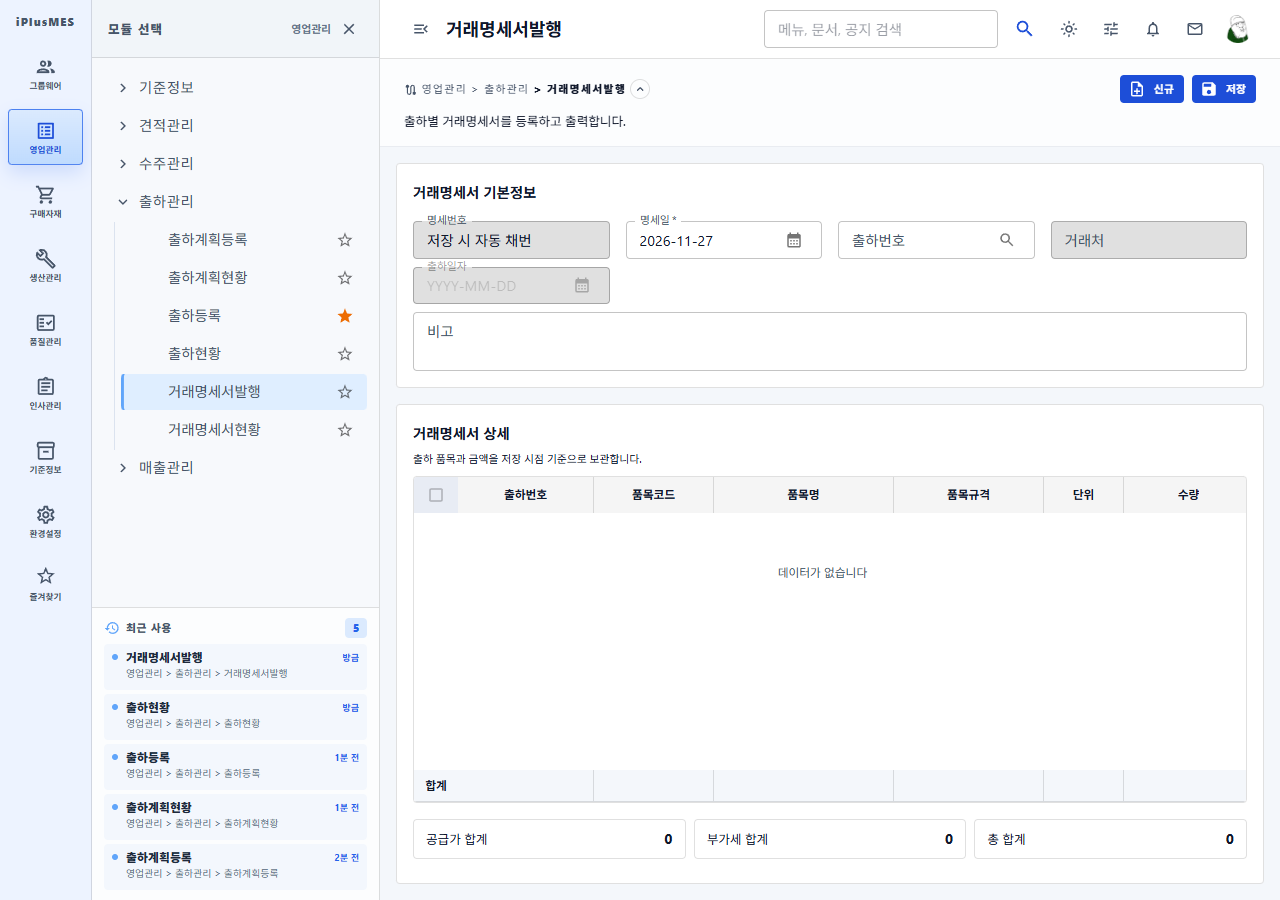 iPlusMES
그룹웨어
영업관리
구매자재
생산관리
품질관리
인사관리
기준정보
환경설정
즐겨찾기
모듈 선택
영업관리
기준정보
견적관리
수주관리
출하관리
출하계획등록
출하계획현황
출하등록
출하현황
거래명세서발행
거래명세서현황
매출관리
최근 사용
5
거래명세서발행
방금
영업관리 > 출하관리 > 거래명세서발행
출하현황
방금
영업관리 > 출하관리 > 출하현황
출하등록
1분 전
영업관리 > 출하관리 > 출하등록
출하계획현황
1분 전
영업관리 > 출하관리 > 출하계획현황
출하계획등록
2분 전
영업관리 > 출하관리 > 출하계획등록
거래명세서발행
메뉴, 문서, 공지 검색
영업관리 > 출하관리 > 거래명세서발행
신규
저장
출하별 거래명세서를 등록하고 출력합니다.
거래명세서 기본정보
명세번호
저장 시 자동 채번
명세일 *
2026-11-27
출하번호
거래처
출하일자
YYYY-MM-DD
비고
거래명세서 상세
출하 품목과 금액을 저장 시점 기준으로 보관합니다.
출하번호 품목코드 품목명 품목규격 단위 수량
데이터가 없습니다
합계
공급가 합계 0
부가세 합계 0
총 합계 0